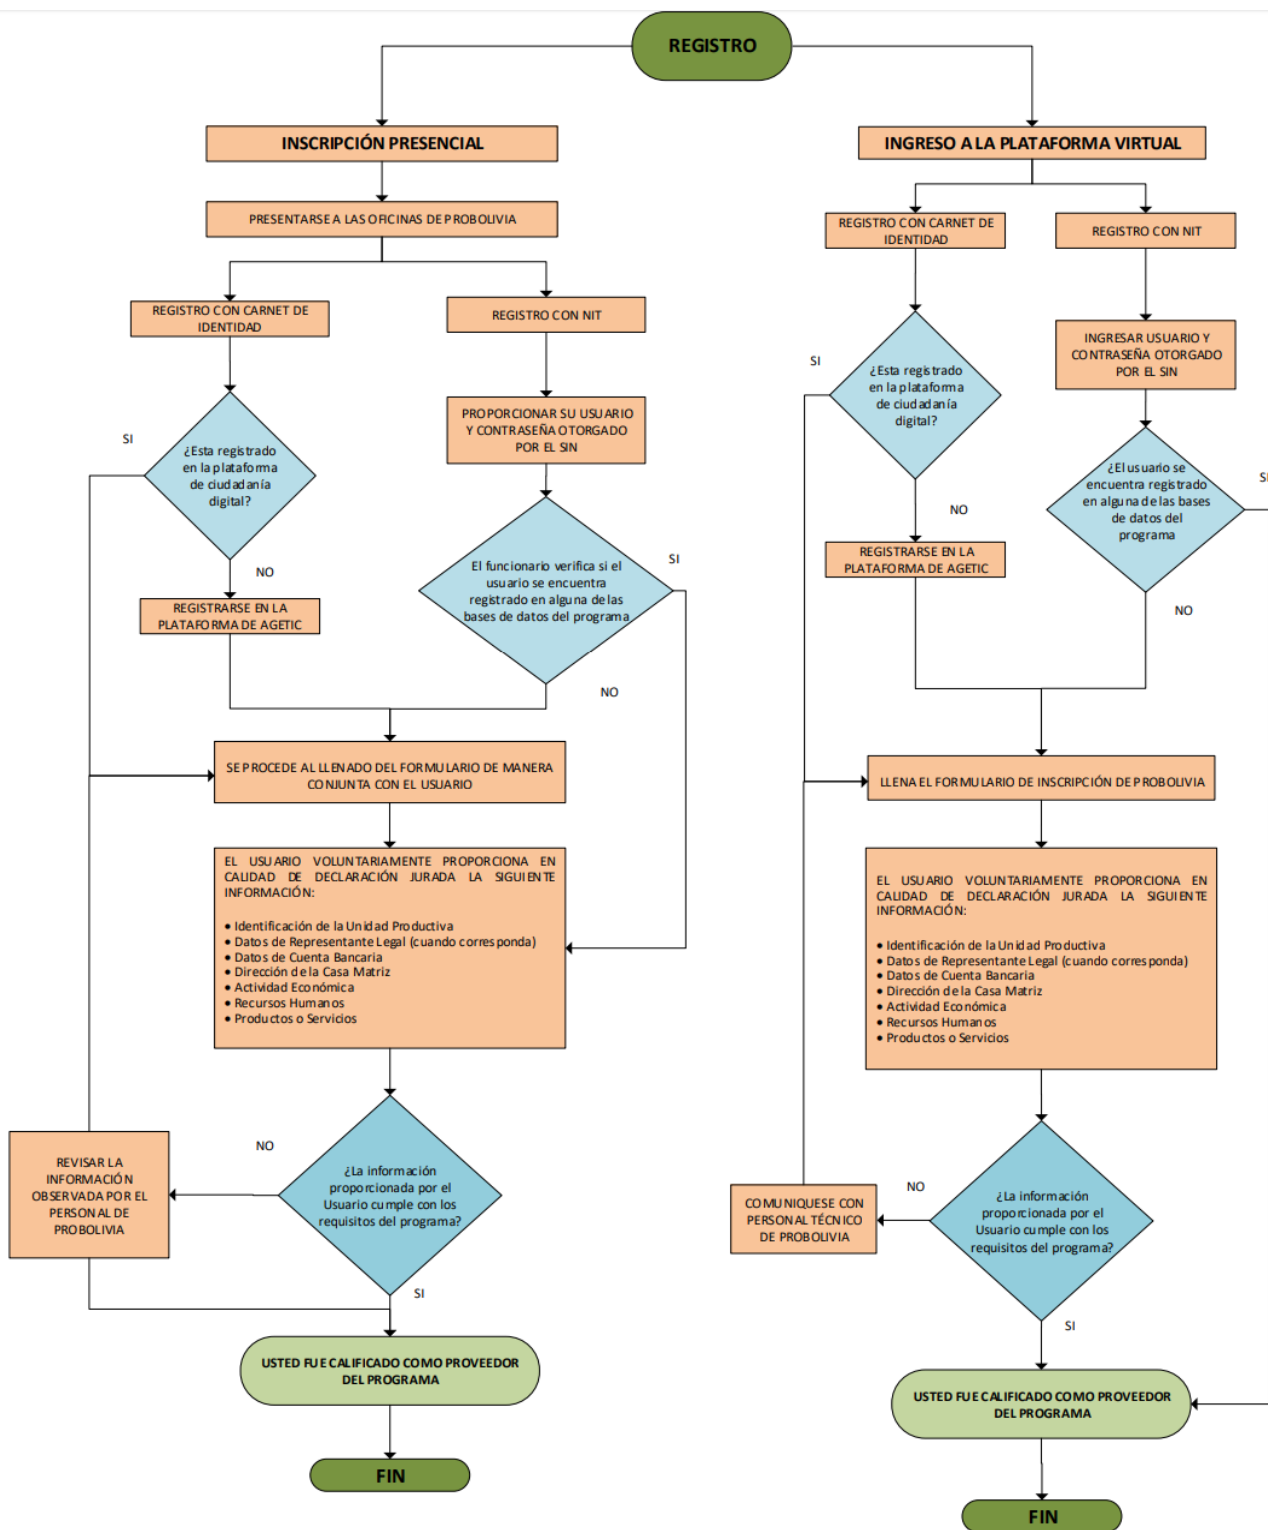 REGISTRO
INSCRIPCIÓN PRESENCIAL
PRESENTARSE A LAS OFICINAS DE PROBOLIVIA
REGISTRO CON CARNET DE
IDENTIDAD
REGISTRO CON NIT
SI
¿Esta registrado
en la plataforma
de ciudadanía
digital?
PROPORCIONAR SU USUARIO
Y CONTRASEÑA OTORGADO
POR EL SIN
NO
REGISTRARSE EN LA
PLATAFORMA DE AGETIC
El funcionario verifica si el
usuario se encuentra
registrado en alguna de las
bases de datos del programa
SI
NO
SE PROCEDE AL LLENADO DEL FORMULARIO DE MANERA
CONJUNTA CON EL USUARIO
EL USUARIO VOLUNTARIAMENTE PROPORCIONA EN
CALIDAD DE DECLARACIÓN JURADA LA SIGUIENTE
INFORMACIÓN:
• Identificación de la Unidad Productiva
• Datos de Representante Legal (cuando corresponda)
• Datos de Cuenta Bancaria
• Dirección de la Casa Matriz
• Actividad Económica
• Recursos Humanos
• Productos o Servicios
NO
REVISAR LA
INFORMACIÓN
OBSERVADA POR EL
PERSONAL DE
PROBOLIVIA
¿La información
proporcionada por el
Usuario cumple con los
requisitos del programa?
SI
USTED FUE CALIFICADO COMO PROVEEDOR
DEL PROGRAMA
FIN
INGRESO A LA PLATAFORMA VIRTUAL
REGISTRO CON CARNET DE
IDENTIDAD
REGISTRO CON NIT
SI
¿Esta registrado
en la plataforma
de ciudadanía
digital?
INGRESAR USUARIO Y
CONTRASEÑA OTORGADO
POR EL SIN
NO
REGISTRARSE EN LA
PLATAFORMA DE AGETIC
¿El usuario se
encuentra registrado
en alguna de las bases
de datos del
programa
SI
NO
LLENA EL FORMULARIO DE INSCRIPCIÓN DE PROBOLIVIA
EL USUARIO VOLUNTARIAMENTE PROPORCIONA EN
CALIDAD DE DECLARACIÓN JURADA LA SIGUIENTE
INFORMACIÓN:
• Identificación de la Unidad Productiva
• Datos de Representante Legal (cuando corresponda)
• Datos de Cuenta Bancaria
• Dirección de la Casa Matriz
• Actividad Económica
• Recursos Humanos
• Productos o Servicios
NO
COMUNIQUESE CON
PERSONAL TÉCNICO
DE PROBOLIVIA
¿La información
proporcionada por el
Usuario cumple con los
requisitos del programa?
SI
USTED FUE CALIFICADO COMO PROVEEDOR
DEL PROGRAMA
FIN